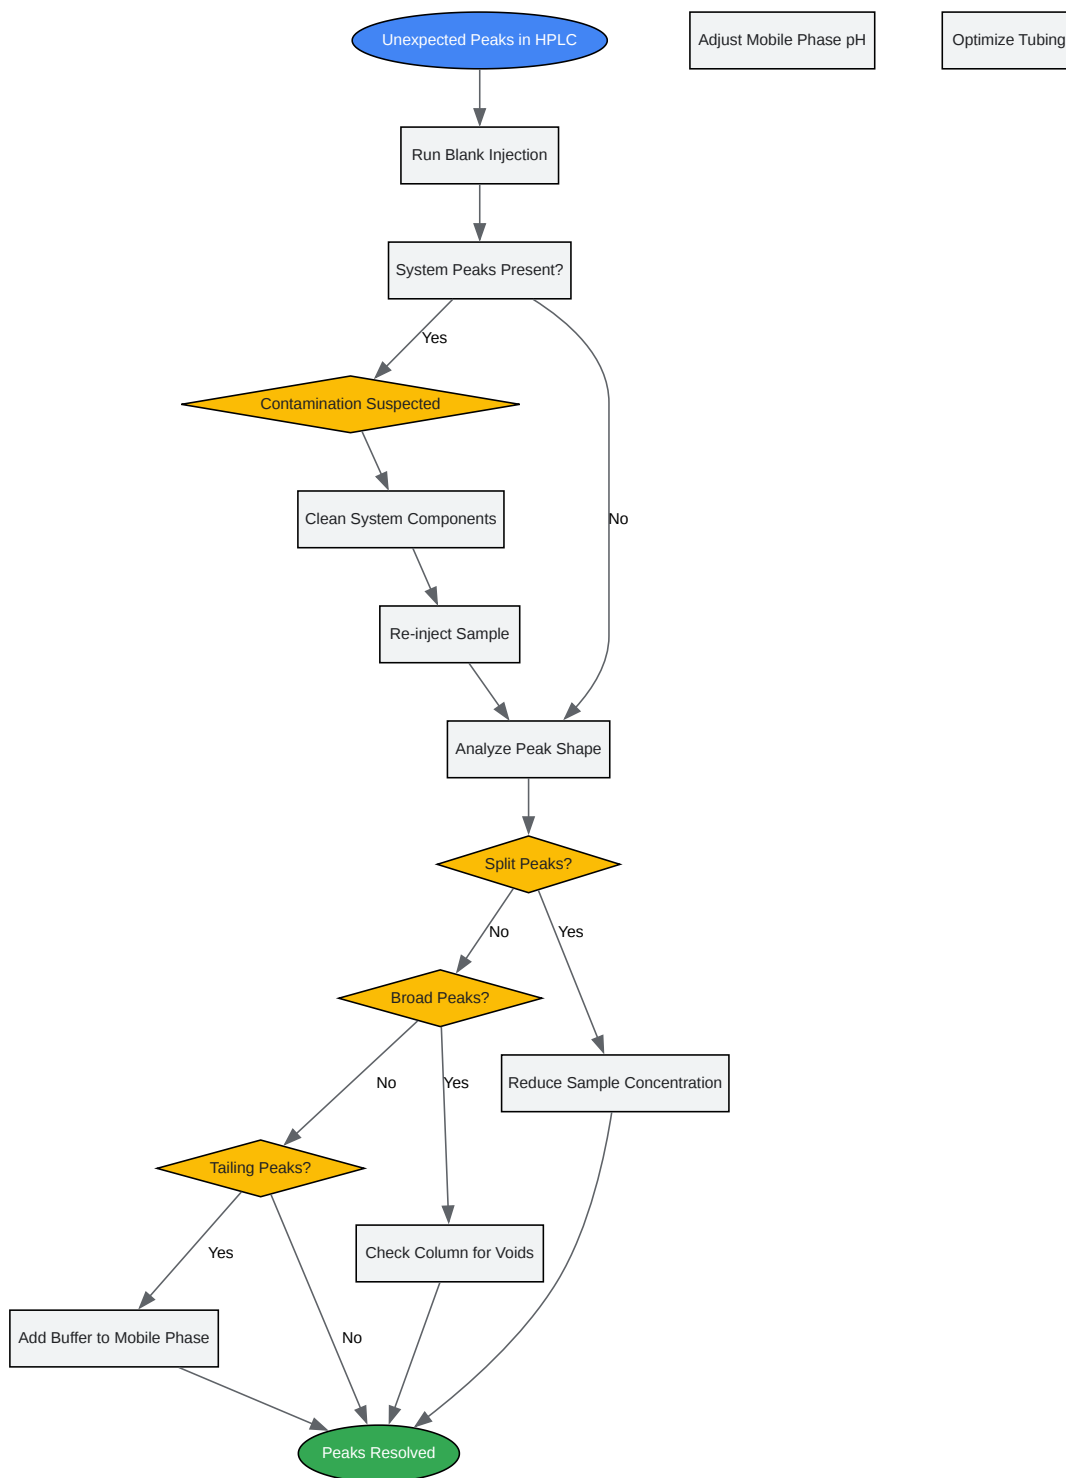 Unexpected Peaks in HPLC
Adjust Mobile Phase pH
Optimize Tubing
Run Blank Injection
System Peaks Present?
Yes
Contamination Suspected
Clean System Components
No
Re-inject Sample
Analyze Peak Shape
Split Peaks?
No
Yes
Broad Peaks?
Reduce Sample Concentration
No
Yes
Tailing Peaks?
Yes
Check Column for Voids
Add Buffer to Mobile Phase
No
Peaks Resolved